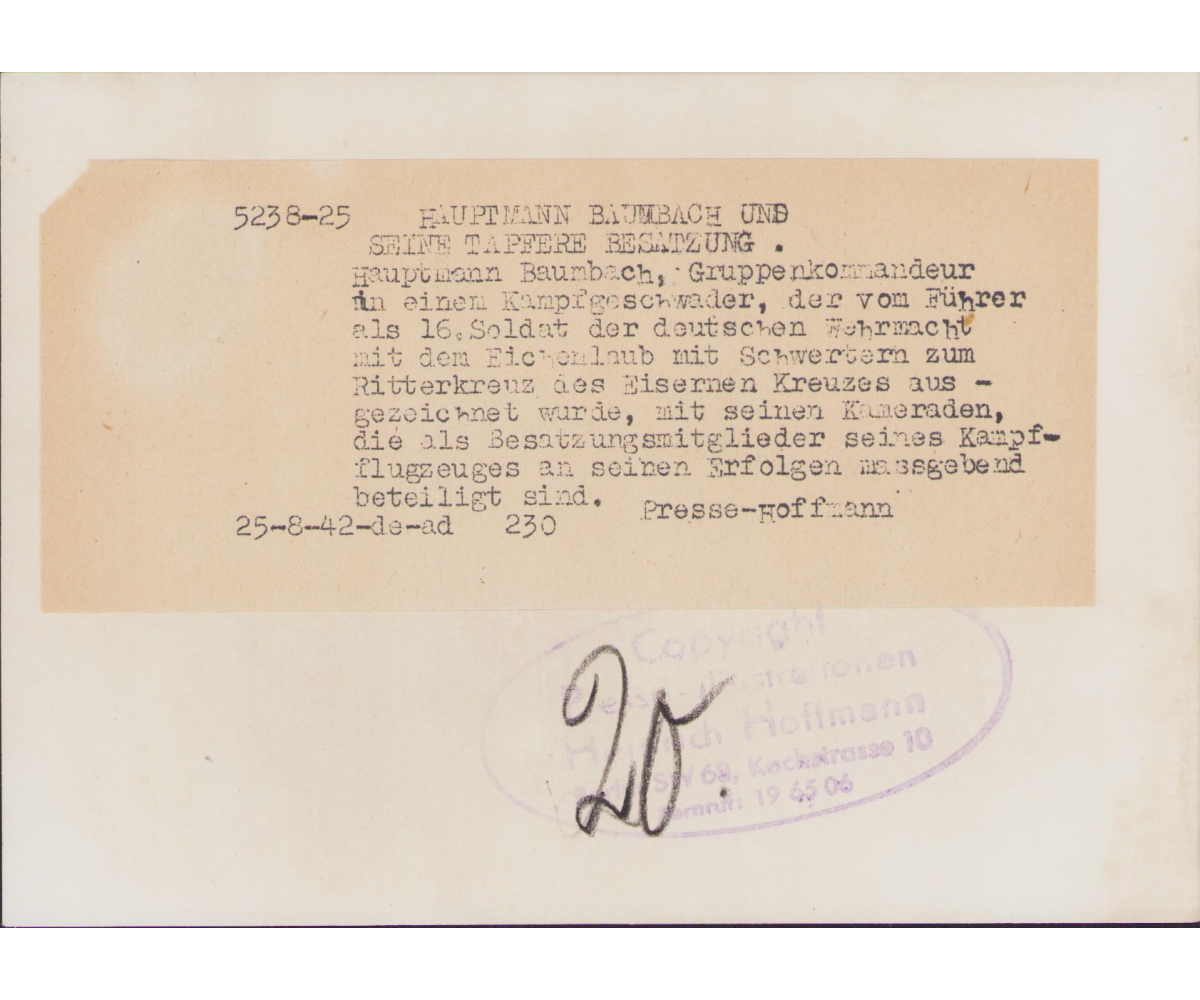 5238-25 HAUPTMANN BAUMBACH UND
SEINE TAPFERE BESATZUNG .
Hauptmann Baumbach, Gruppenkommandeur
in einem Kampfgeschwader, der vom Führer
als 16.Soldat der deutschen Wehrmacht
mit dem Eichenlaub mit Schwertern zum
Ritterkreuz des Eisernen Kreuzes aus -
gezeichnet wurde, mit seinen Kameraden,
die als Besatzungsmitglieder seines Kampf-
flugzeuges an seinen Erfolgen massgebend
beteiligt sind. Presse-Hoffmann
25-8-42-de-ad 230
Copyright
Presse-Illustrationen
Heinrich Hoffmann
SW 68, Kochstrasse 10
19 65 06
20.